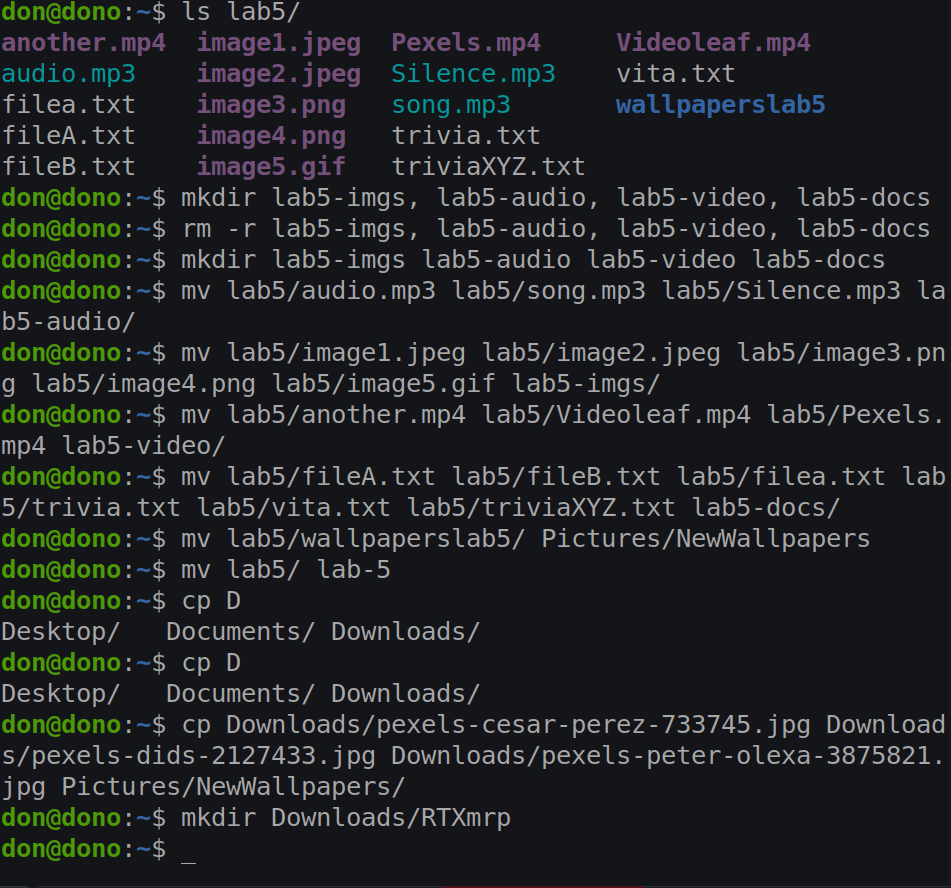 don@dono:~$ ls lab5/
another.mp4  image1.jpeg  Pexels.mp4     Videoleaf.mp4
audio.mp3    image2.jpeg  Silence.mp3    vita.txt
filea.txt    image3.png   song.mp3       wallpaperslab5
fileA.txt    image4.png   trivia.txt
fileB.txt    image5.gif   triviaXYZ.txt
don@dono:~$ mkdir lab5-imgs, lab5-audio, lab5-video, lab5-docs
don@dono:~$ rm -r lab5-imgs, lab5-audio, lab5-video, lab5-docs
don@dono:~$ mkdir lab5-imgs lab5-audio lab5-video lab5-docs
don@dono:~$ mv lab5/audio.mp3 lab5/song.mp3 lab5/Silence.mp3 la
b5-audio/
don@dono:~$ mv lab5/image1.jpeg lab5/image2.jpeg lab5/image3.pn
g lab5/image4.png lab5/image5.gif lab5-imgs/
don@dono:~$ mv lab5/another.mp4 lab5/Videoleaf.mp4 lab5/Pexels.
mp4 lab5-video/
don@dono:~$ mv lab5/fileA.txt lab5/fileB.txt lab5/filea.txt lab
5/trivia.txt lab5/vita.txt lab5/triviaXYZ.txt lab5-docs/
don@dono:~$ mv lab5/wallpaperslab5/ Pictures/NewWallpapers
don@dono:~$ mv lab5/ lab-5
don@dono:~$ cp D
Desktop/   Documents/ Downloads/
don@dono:~$ cp D
Desktop/   Documents/ Downloads/
don@dono:~$ cp Downloads/pexels-cesar-perez-733745.jpg Download
s/pexels-dids-2127433.jpg Downloads/pexels-peter-olexa-3875821.
jpg Pictures/NewWallpapers/
don@dono:~$ mkdir Downloads/RTXmrp
don@dono:~$ _